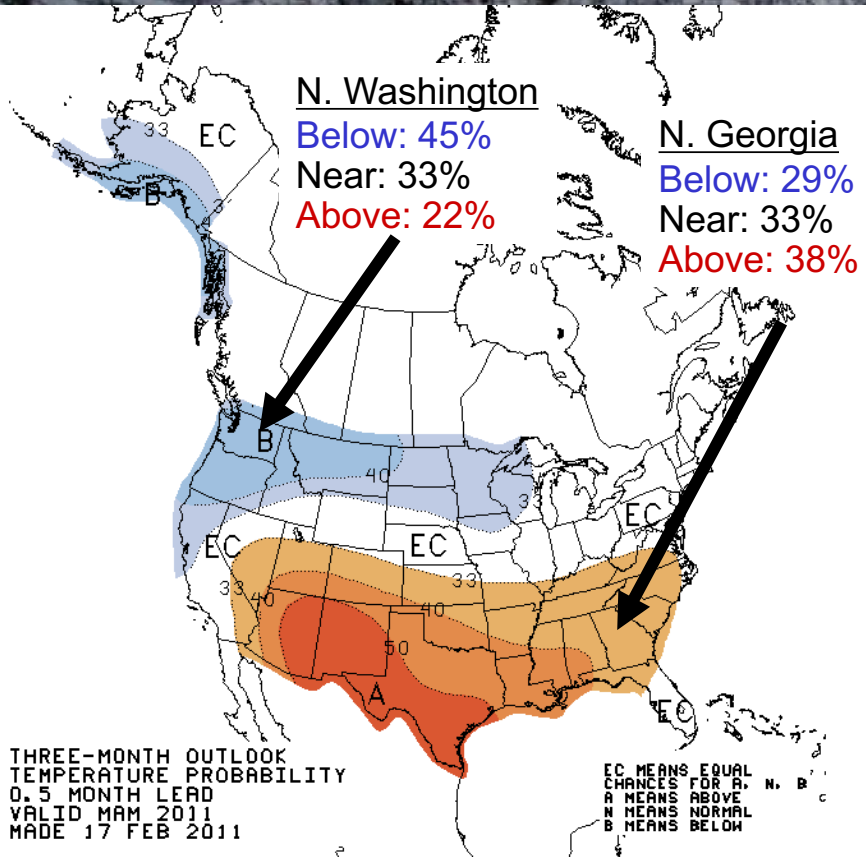 N. Washington
Below: 45%
Near: 33%
Above: 22%
N. Georgia
Below: 29%
Near: 33%
Above: 38%
33
EC
B
B
40
EC
EC
EC
33
40
33
40
50
A
EC
THREE-MONTH OUTLOOK
TEMPERATURE PROBABILITY
0.5 MONTH LEAD
VALID MAM 2011
MADE 17 FEB 2011
EC MEANS EQUAL
CHANCES FOR A, N, B
A MEANS ABOVE
N MEANS NORMAL
B MEANS BELOW